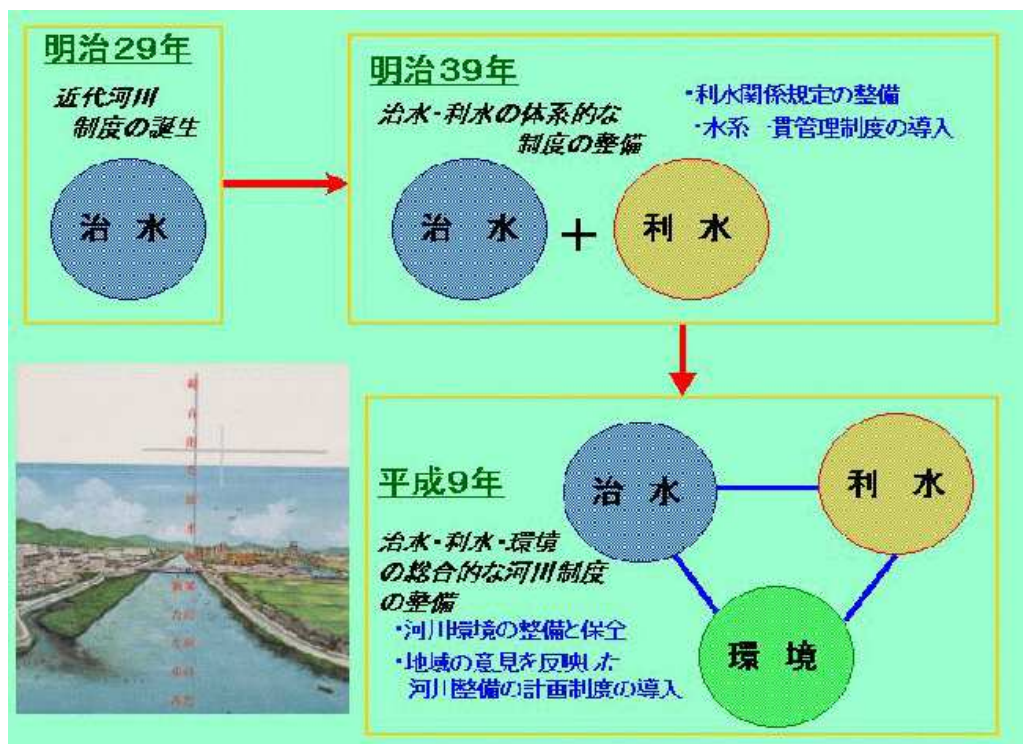 明治29年
近代河川
制度の誕生
治 水
明治39年
治水・利水の体系的な
制度の整備
・利水関係規定の整備
・水系一貫管理制度の導入
治 水
+
利 水
平成9年
治水・利水・環境
の総合的な河川制度
の整備
・河川環境の整備と保全
・地域の意見を反映した
河川整備の計画制度の導入
治 水
利 水
環 境